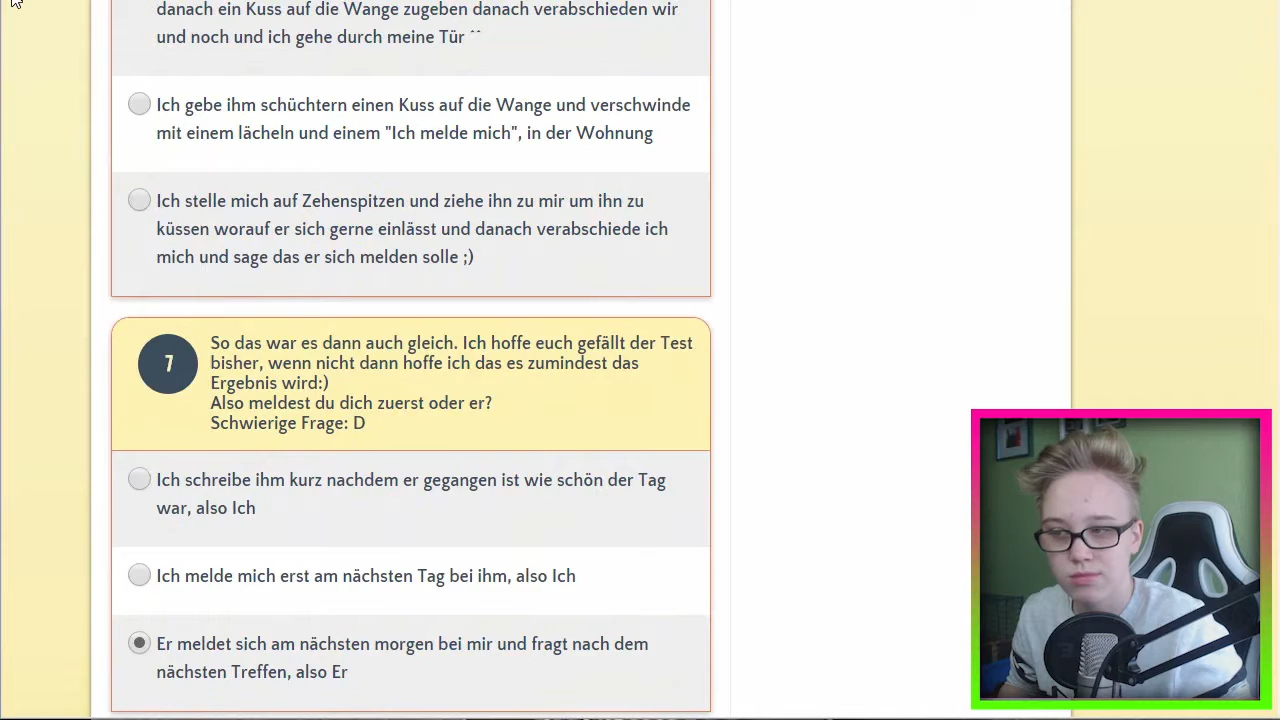 danach ein Kuss auf die Wange zugeben danach verabschieden wir
und noch und ich gehe durch meine Tür ^^
Ich gebe ihm schüchtern einen Kuss auf die Wange und verschwinde
mit einem lächeln und einem "Ich melde mich", in der Wohnung
Ich stelle mich auf Zehenspitzen und ziehe ihn zu mir um ihn zu
küssen worauf er sich gerne einlässt und danach verabschiede ich
mich und sage das er sich melden solle ;)
7
So das war es dann auch gleich. Ich hoffe euch gefällt der Test
bisher, wenn nicht dann hoffe ich das es zumindest das
Ergebnis wird:)
Also meldest du dich zuerst oder er?
Schwierige Frage: D
Ich schreibe ihm kurz nachdem er gegangen ist wie schön der Tag
war, also Ich
Ich melde mich erst am nächsten Tag bei ihm, also Ich
Er meldet sich am nächsten morgen bei mir und fragt nach dem
nächsten Treffen, also Er